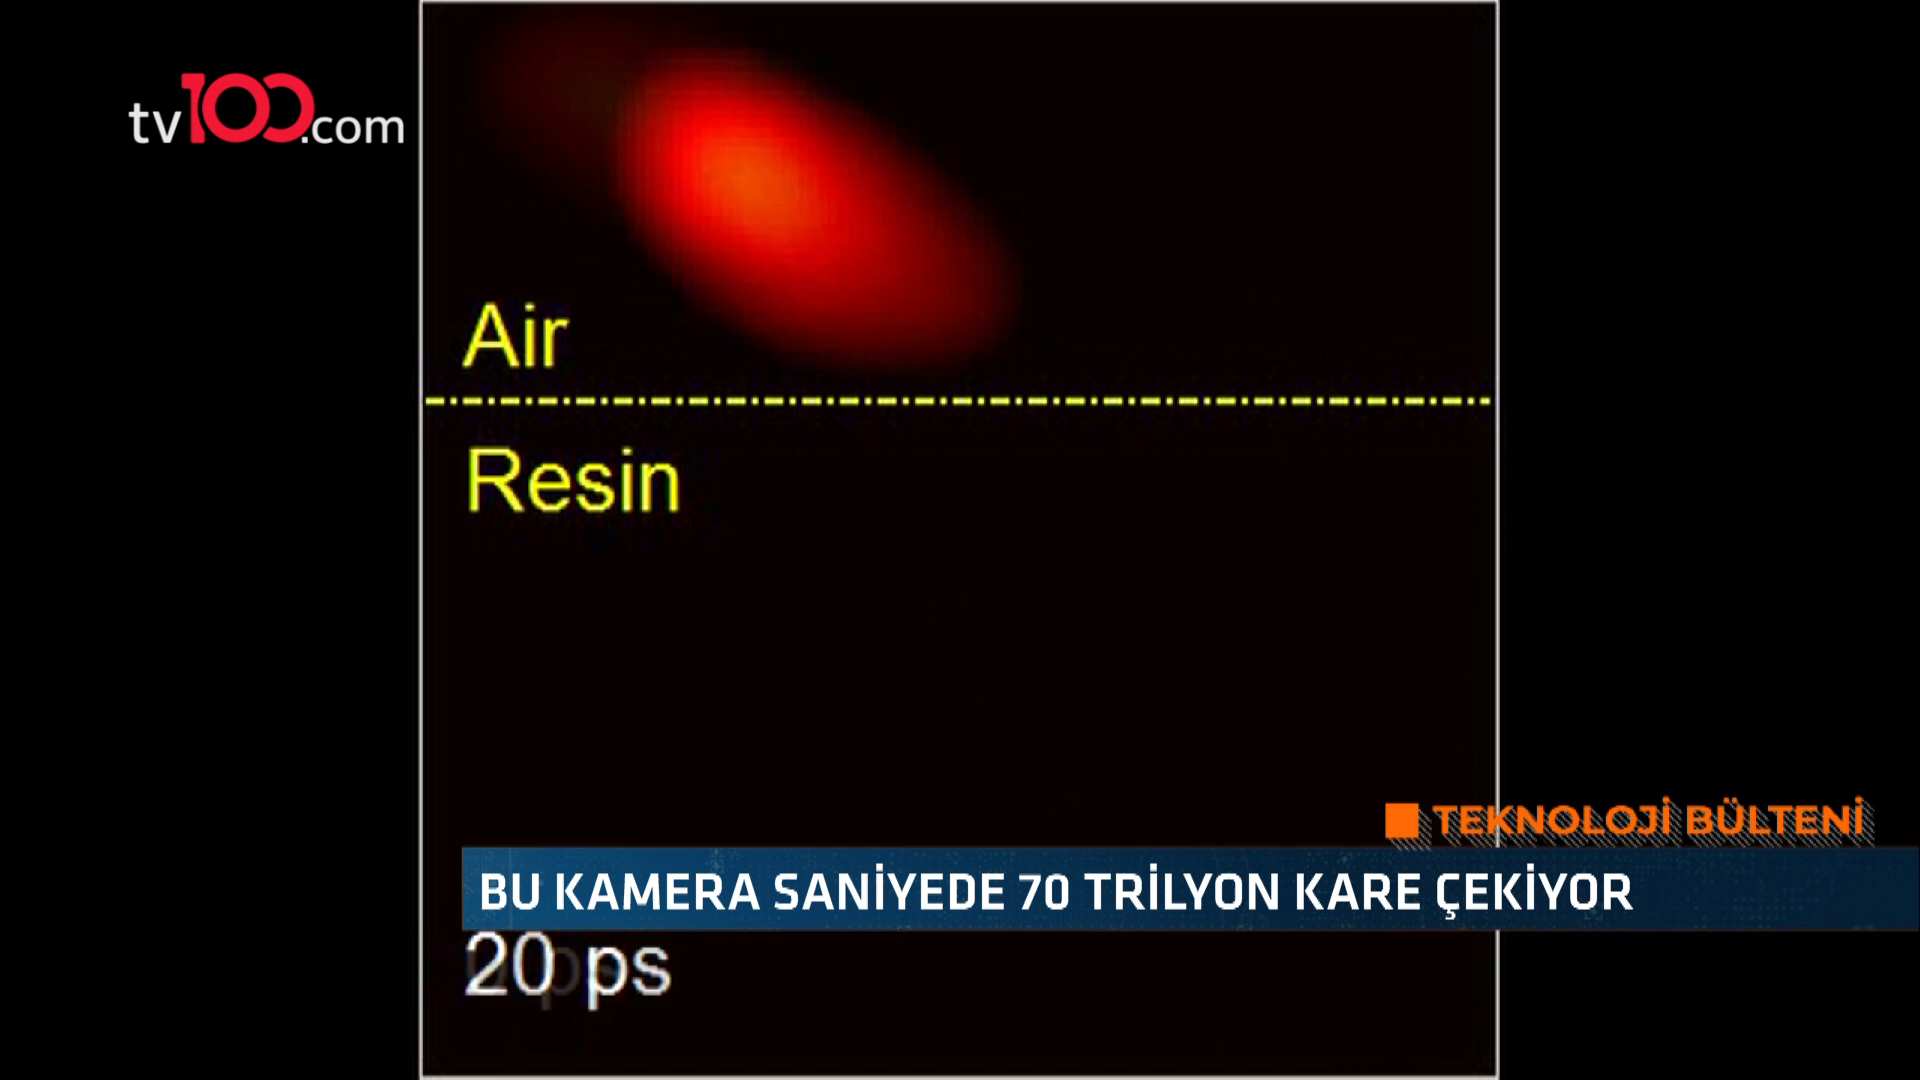 tv100.com
Air
Resin
TEKNOLOJİ BÜLTENİ
BU KAMERA SANİYEDE 70 TRİLYON KARE ÇEKİYOR
20 ps